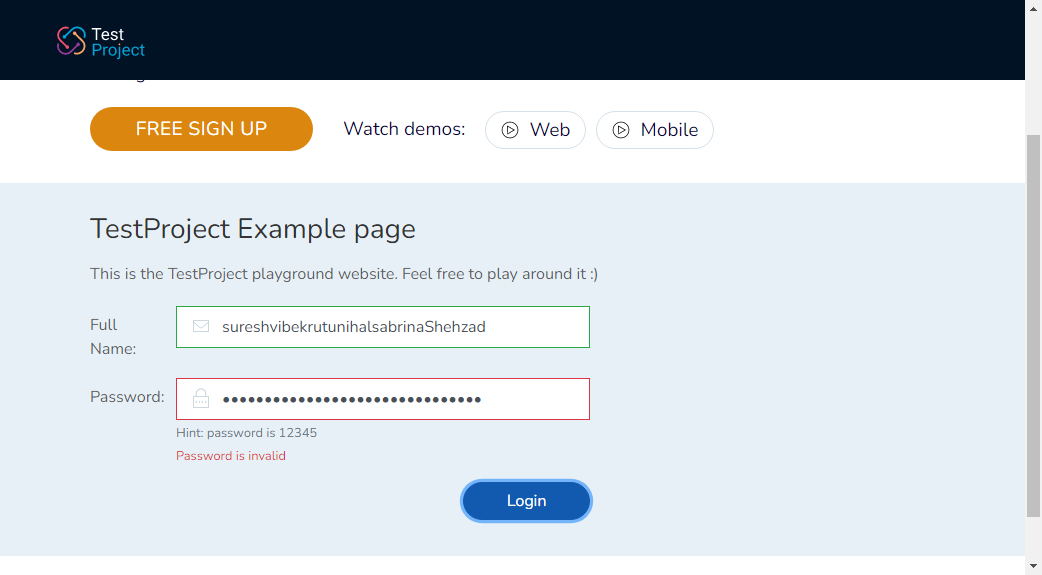 Test
Project
FREE SIGN UP
Watch demos:
Web
Mobile
TestProject Example page
This is the TestProject playground website. Feel free to play around it :)
Full
Name:
sureshvibekrutunihalsabrinaShehzad
Password:
•••••••••••••••••••••••••••••••
Hint: password is 12345
Password is invalid
Login